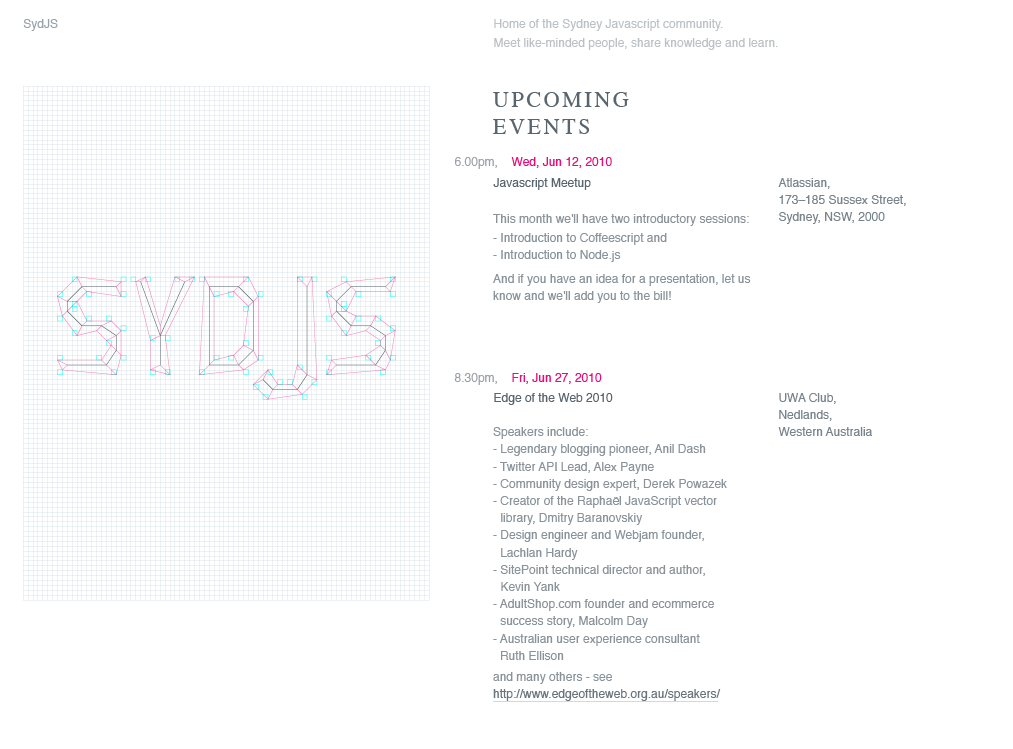 SydJS
Home of the Sydney Javascript community.
Meet like-minded people, share knowledge and learn.
SYDJS
UPCOMING
EVENTS
6.00pm, Wed, Jun 12, 2010
Javascript Meetup
This month we'll have two introductory sessions:
- Introduction to Coffeescript and
- Introduction to Node.js
And if you have an idea for a presentation, let us
know and we'll add you to the bill!
Atlassian,
173–185 Sussex Street,
Sydney, NSW, 2000
8.30pm, Fri, Jun 27, 2010
Edge of the Web 2010
Speakers include:
- Legendary blogging pioneer, Anil Dash
- Twitter API Lead, Alex Payne
- Community design expert, Derek Powazek
- Creator of the Raphaël JavaScript vector
library, Dmitry Baranovskiy
- Design engineer and Webjam founder,
Lachlan Hardy
- SitePoint technical director and author,
Kevin Yank
- AdultShop.com founder and ecommerce
success story, Malcolm Day
- Australian user experience consultant
Ruth Ellison
and many others - see
http://www.edgeoftheweb.org.au/speakers/
UWA Club,
Nedlands,
Western Australia